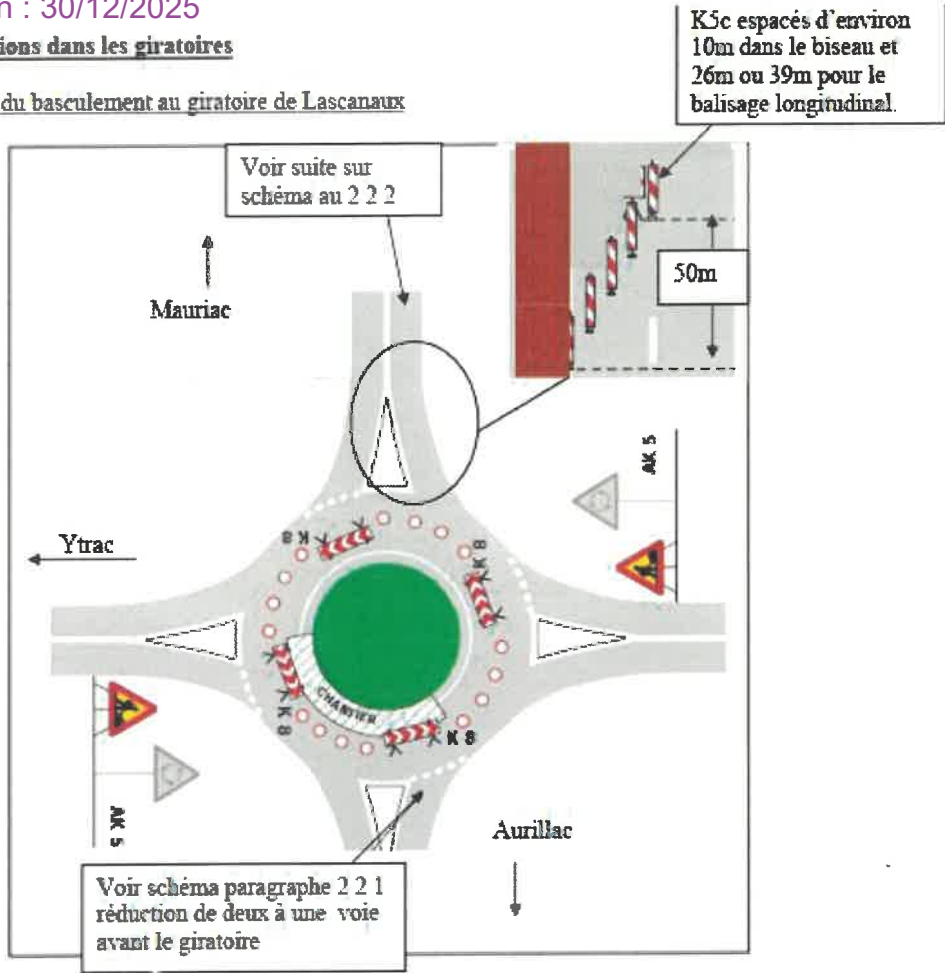 n : 30/12/2025
ions dans les giratoires
du basculement au giratoire de Lascanaux
K5c espacés d'environ
10m dans le biseau et
26m ou 39m pour le
balisage longitudinal.
Voir suite sur
schéma au 2 2 2
50m
Mauriac
AK 5
Ytrac
K 8
K 8
CHANTIER
K 8
K 8
AK 5
Aurillac
Voir schéma paragraphe 2 2 1
réduction de deux à une voie
avant le giratoire